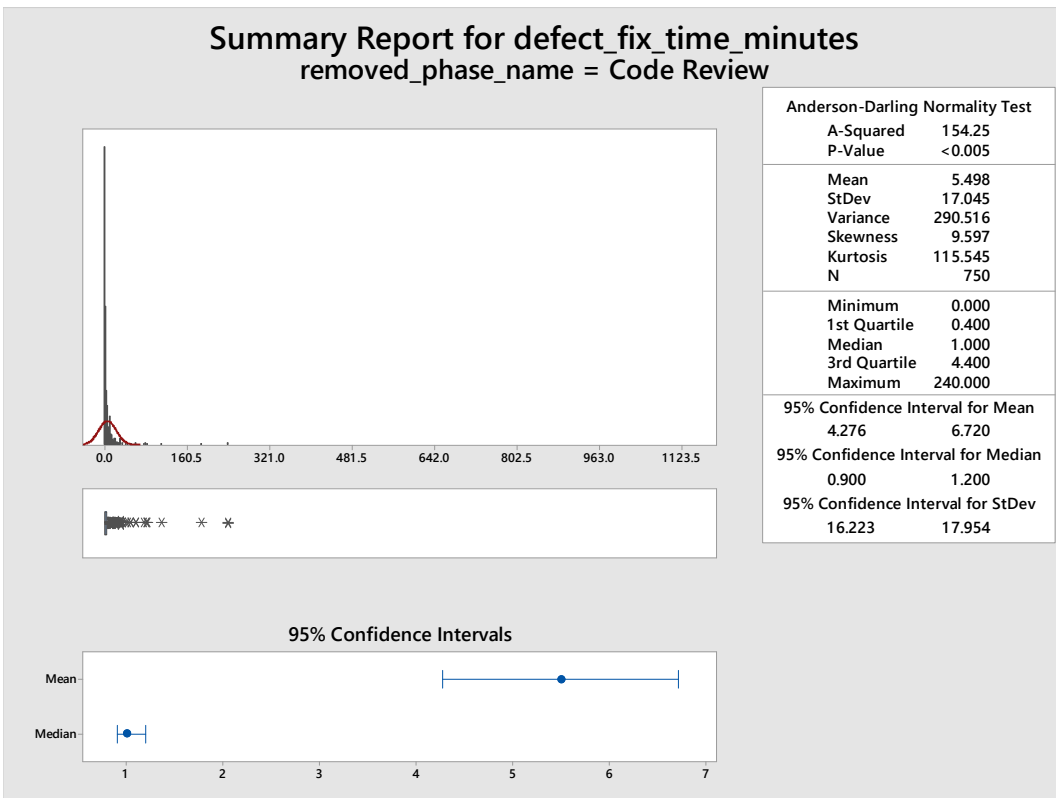 Summary Report for defect_fix_time_minutes
removed_phase_name = Code Review
Anderson-Darling Normality Test
A-Squared 154.25
P-Value <0.005
Mean 5.498
StDev 17.045
Variance 290.516
Skewness 9.597
Kurtosis 115.545
N 750
Minimum 0.000
1st Quartile 0.400
Median 1.000
3rd Quartile 4.400
Maximum 240.000
95% Confidence Interval for Mean
4.276 6.720
95% Confidence Interval for Median
0.900 1.200
95% Confidence Interval for StDev
16.223 17.954
0.0 160.5 321.0 481.5 642.0 802.5 963.0 1123.5
95% Confidence Intervals
Mean
Median
1 2 3 4 5 6 7